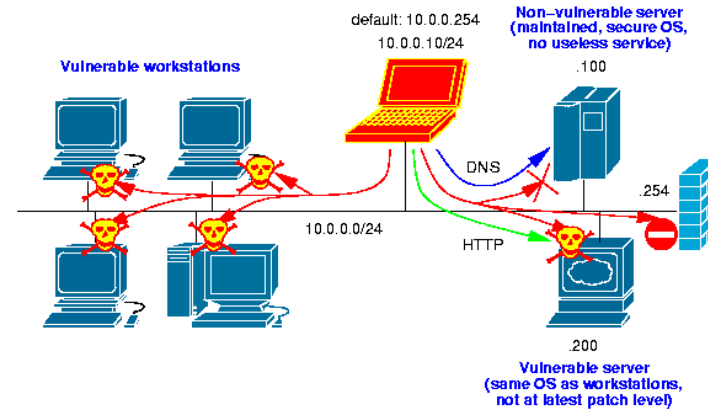 default: 10.0.0.254
10.0.0.10/24
Non-vulnerable server
(maintained, secure OS,
no useless service)
Vulnerable workstations
.100
DNS
.254
10.0.0.0/24
HTTP
.200
Vulnerable server
(same OS as workstations,
not at latest patch level)